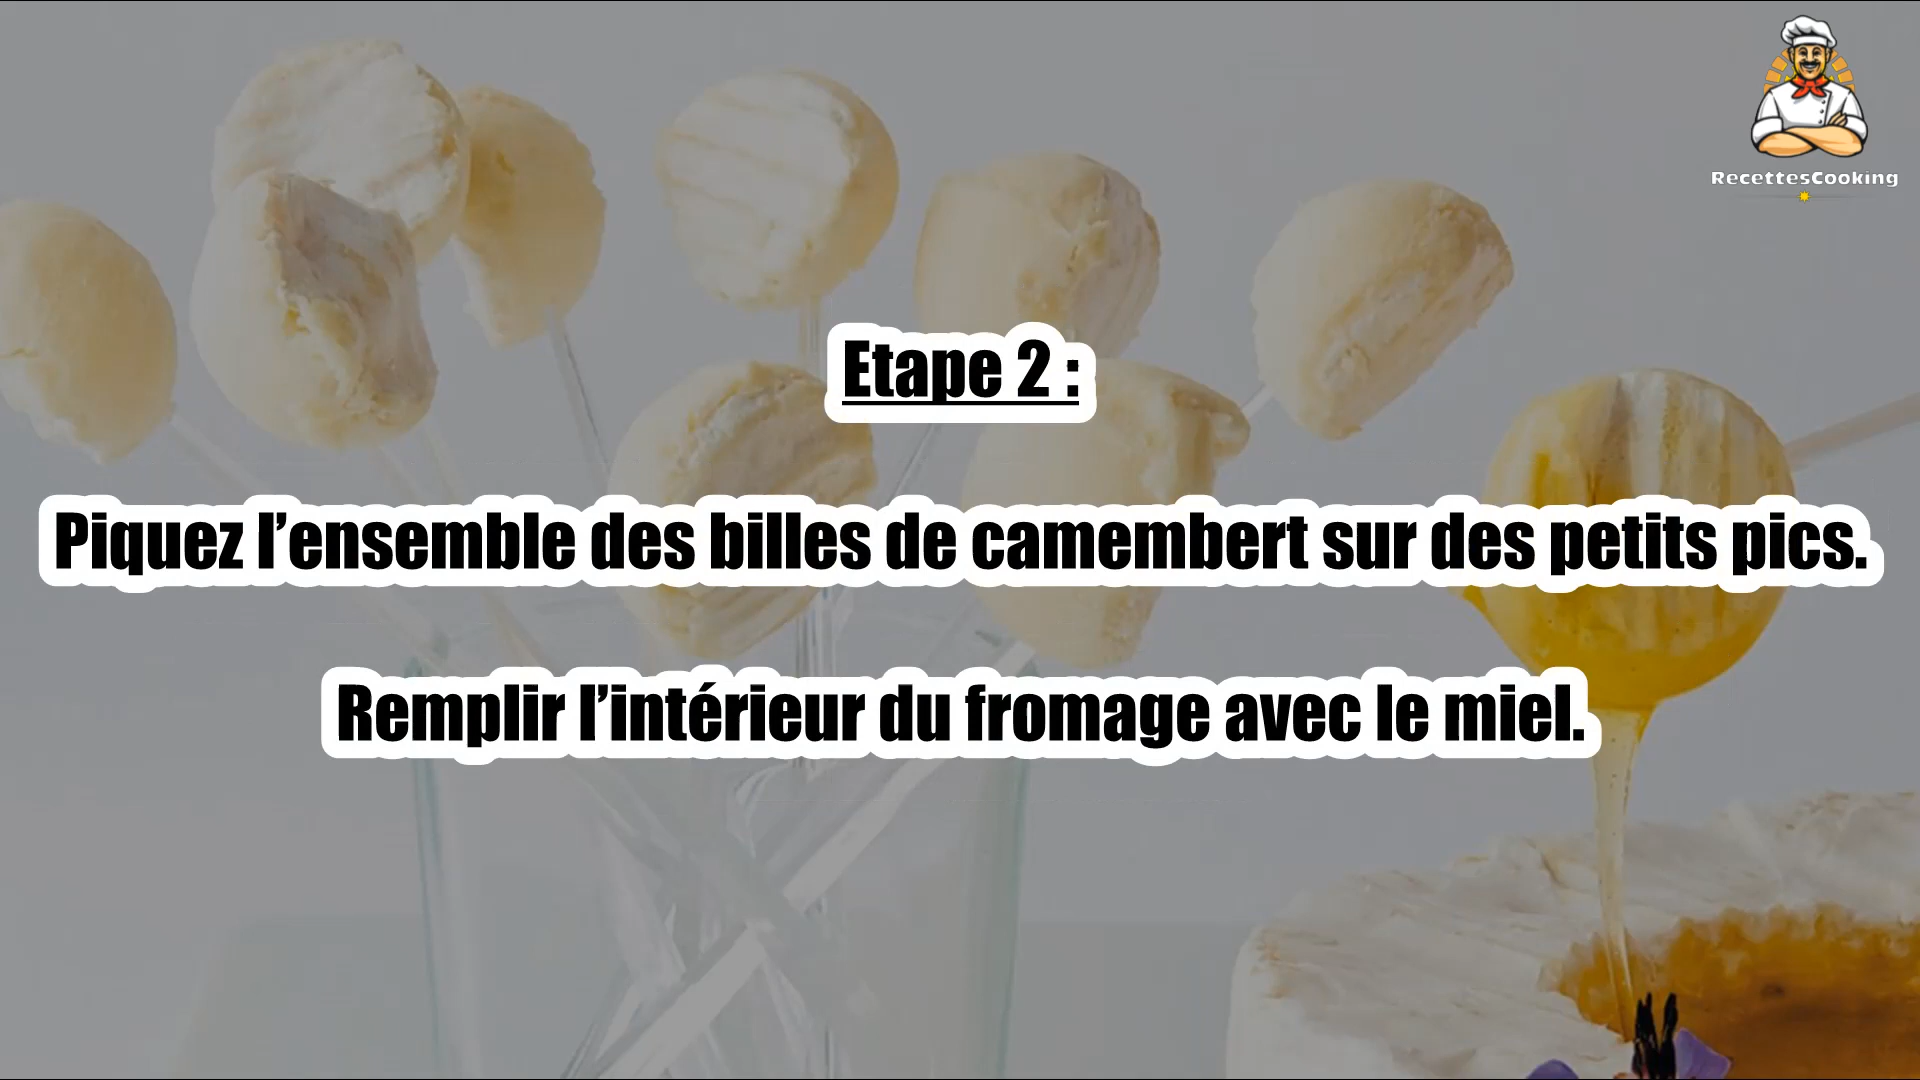 RecettesCooking
Etape 2 :
Piquez l’ensemble des billes de camembert sur des petits pics.
Remplir l’intérieur du fromage avec le miel.